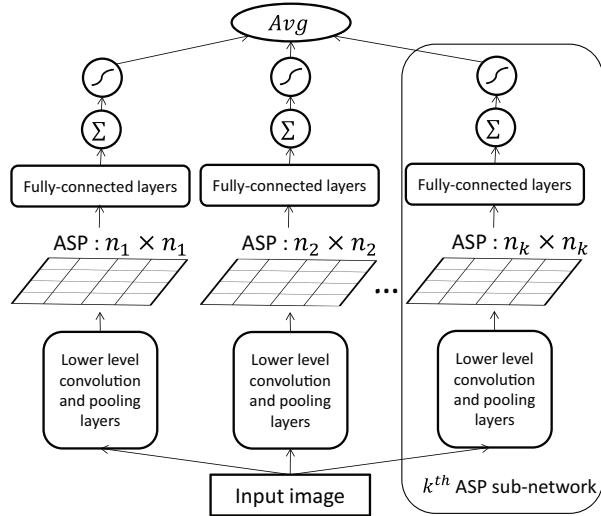 Avg
Σ
Σ
Σ
Fully-connected layers
Fully-connected layers
Fully-connected layers
ASP : n₁ × n₁
ASP : n₂ × n₂
ASP : nₖ × nₖ
...
Lower level
convolution
and pooling
layers
Lower level
convolution
and pooling
layers
Lower level
convolution
and pooling
layers
Input image
kᵗʰ ASP sub-network